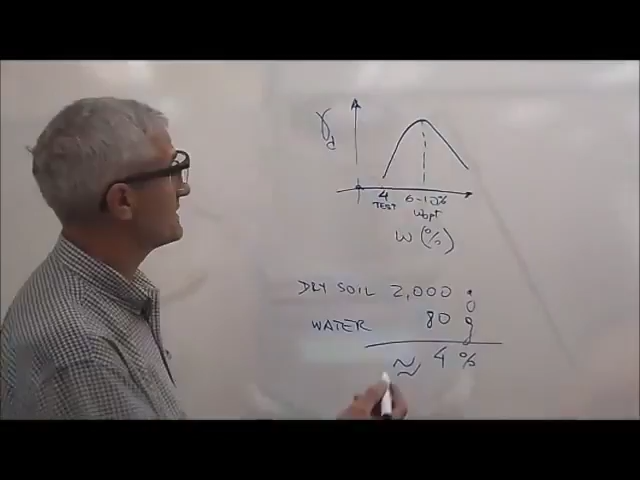 γd
4 6-10%
TEST Wopt
W (%)
DRY SOIL 2,000 g
WATER 80 g
≈ 4 %